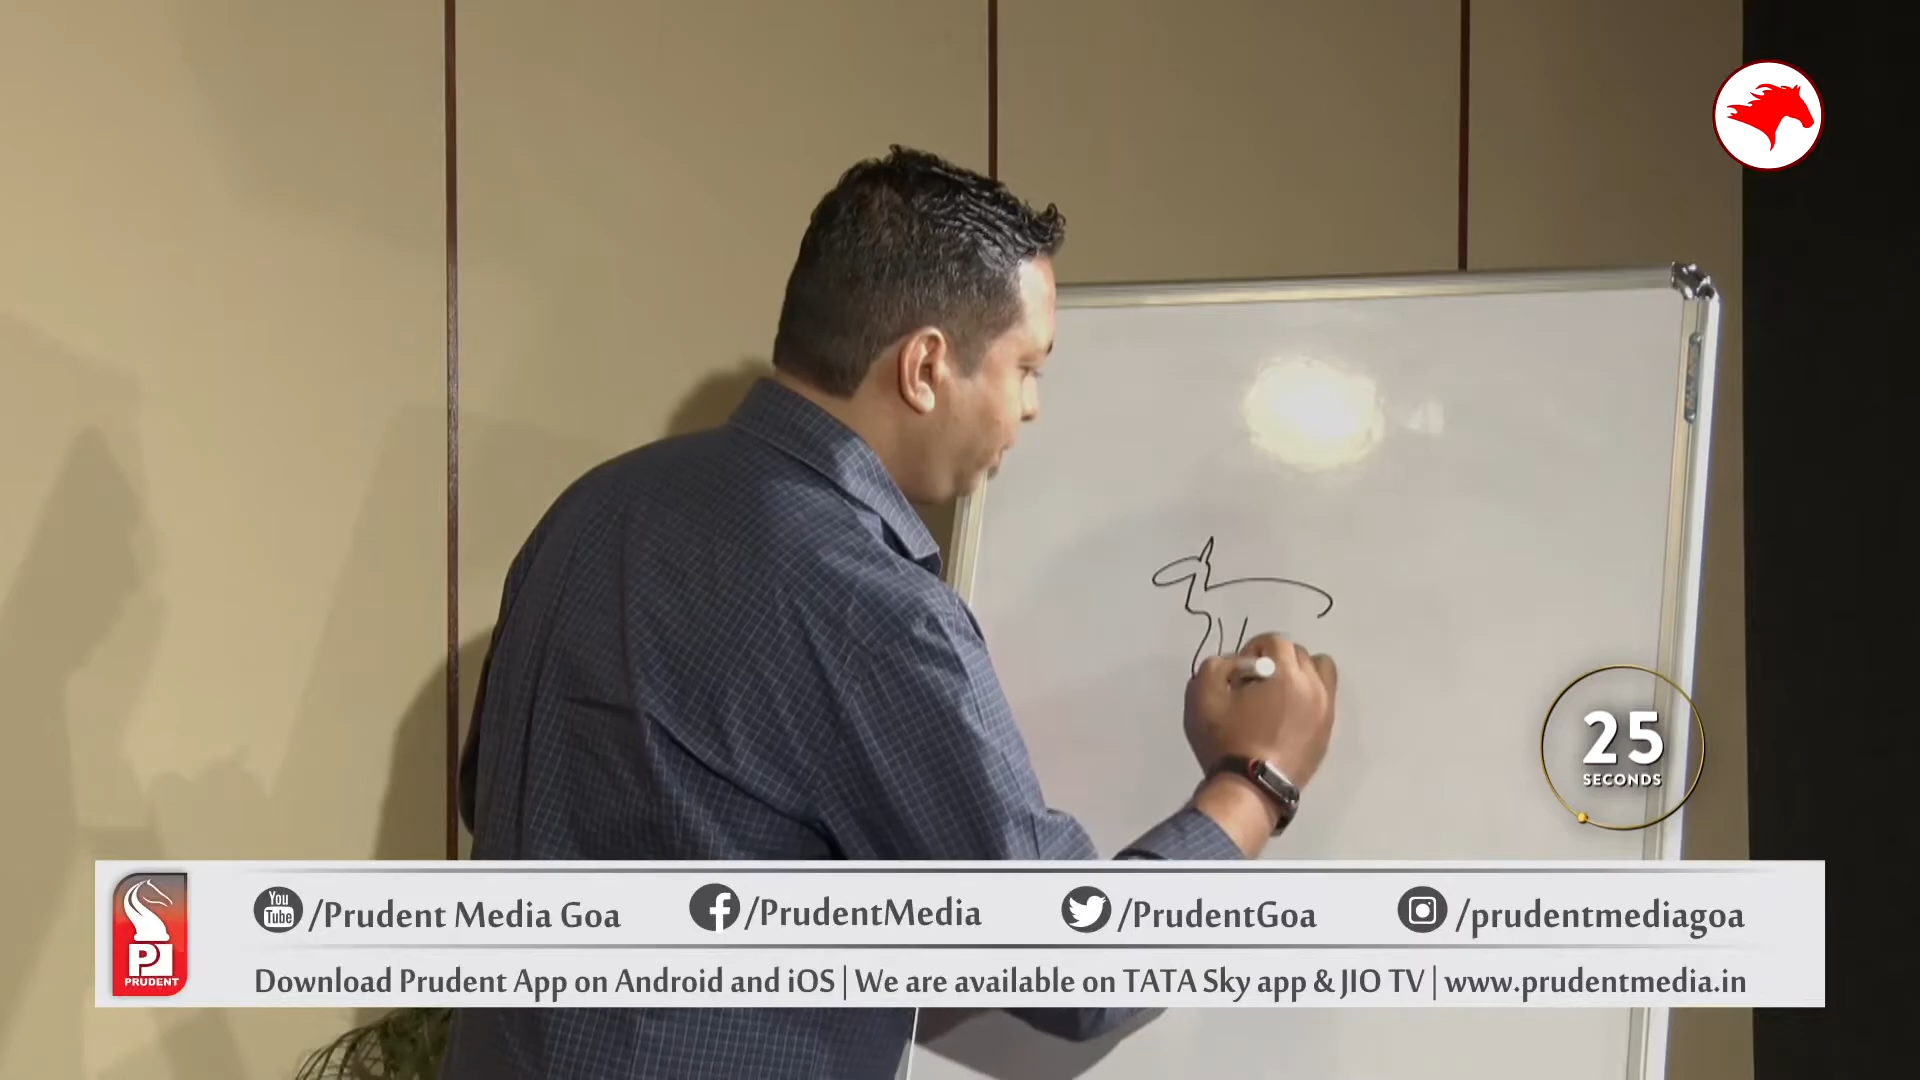 25
SECONDS
You
Tube
/Prudent Media Goa
/PrudentMedia
/PrudentGoa
/prudentmediagoa
PRUDENT
Download Prudent App on Android and iOS | We are available on TATA Sky app & JIO TV | www.prudentmedia.in